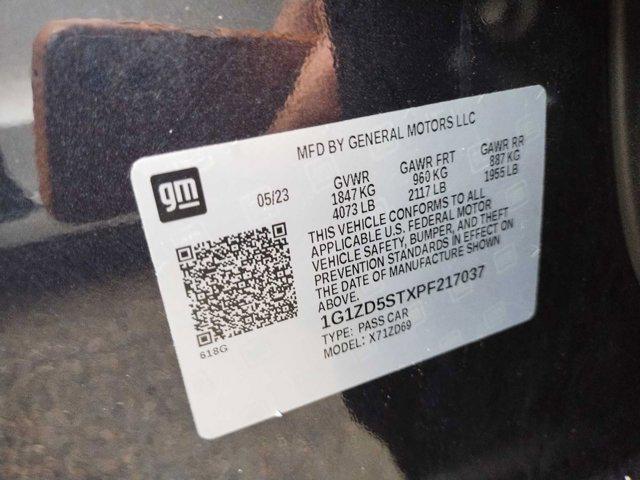 MFD BY GENERAL MOTORS LLC
gm
05/23
GVWR GAWR FRT GAWR RR
1847 KG 960 KG 887 KG
4073 LB 2117 LB 1955 LB
THIS VEHICLE CONFORMS TO ALL
APPLICABLE U.S. FEDERAL MOTOR
VEHICLE SAFETY, BUMPER, AND THEFT
PREVENTION STANDARDS IN EFFECT ON
THE DATE OF MANUFACTURE SHOWN
ABOVE.
1G1ZD5STXPF217037
TYPE: PASS CAR
MODEL: X71ZD69
618G